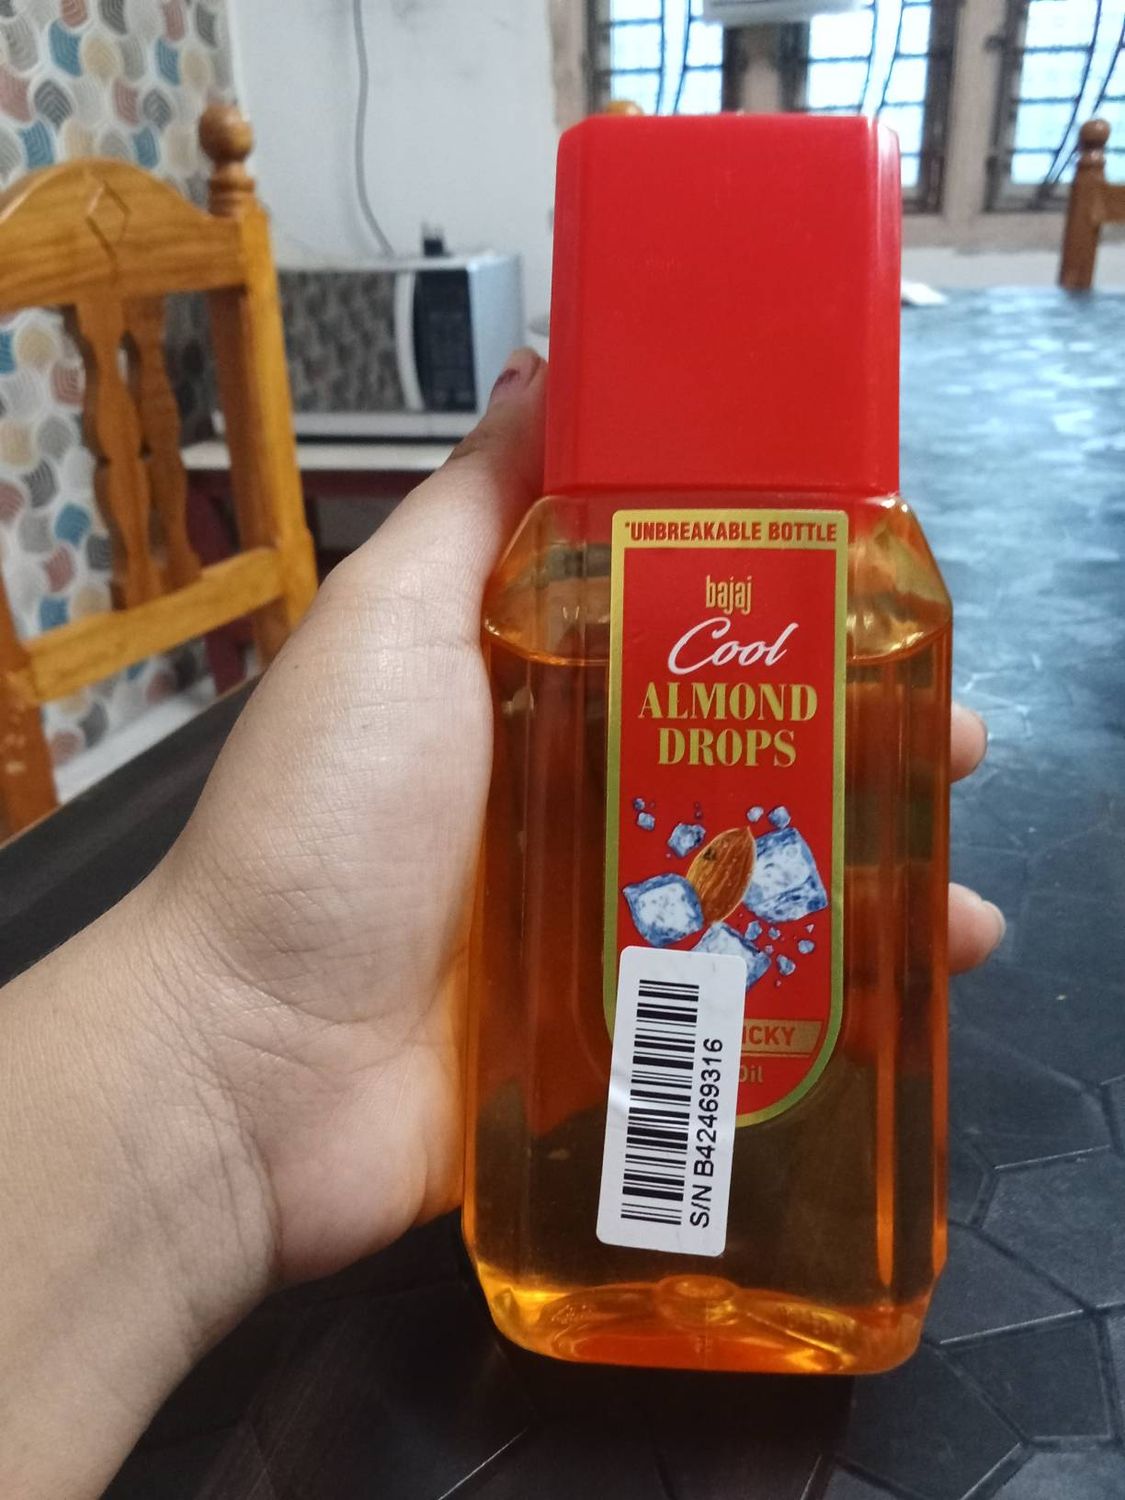 *UNBREAKABLE BOTTLE
bajaj
Cool
ALMOND
DROPS
S/N B42469316